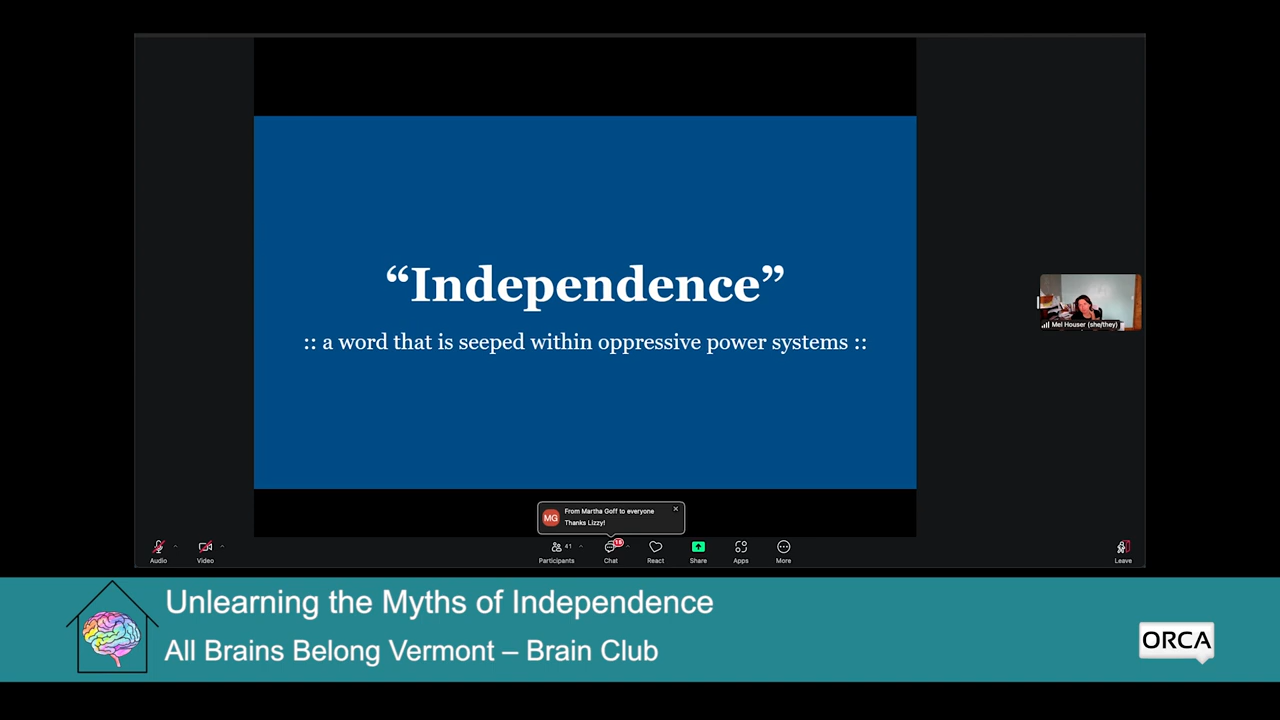 “Independence”
:: a word that is seeped within oppressive power systems ::
Mel Houser (she/they)
MG
From Martha Goff to everyone
Thanks Lizzy!
41
18
Audio
Video
Participants
Chat
React
Share
Apps
More
Leave
Unlearning the Myths of Independence
All Brains Belong Vermont – Brain Club
ORCA